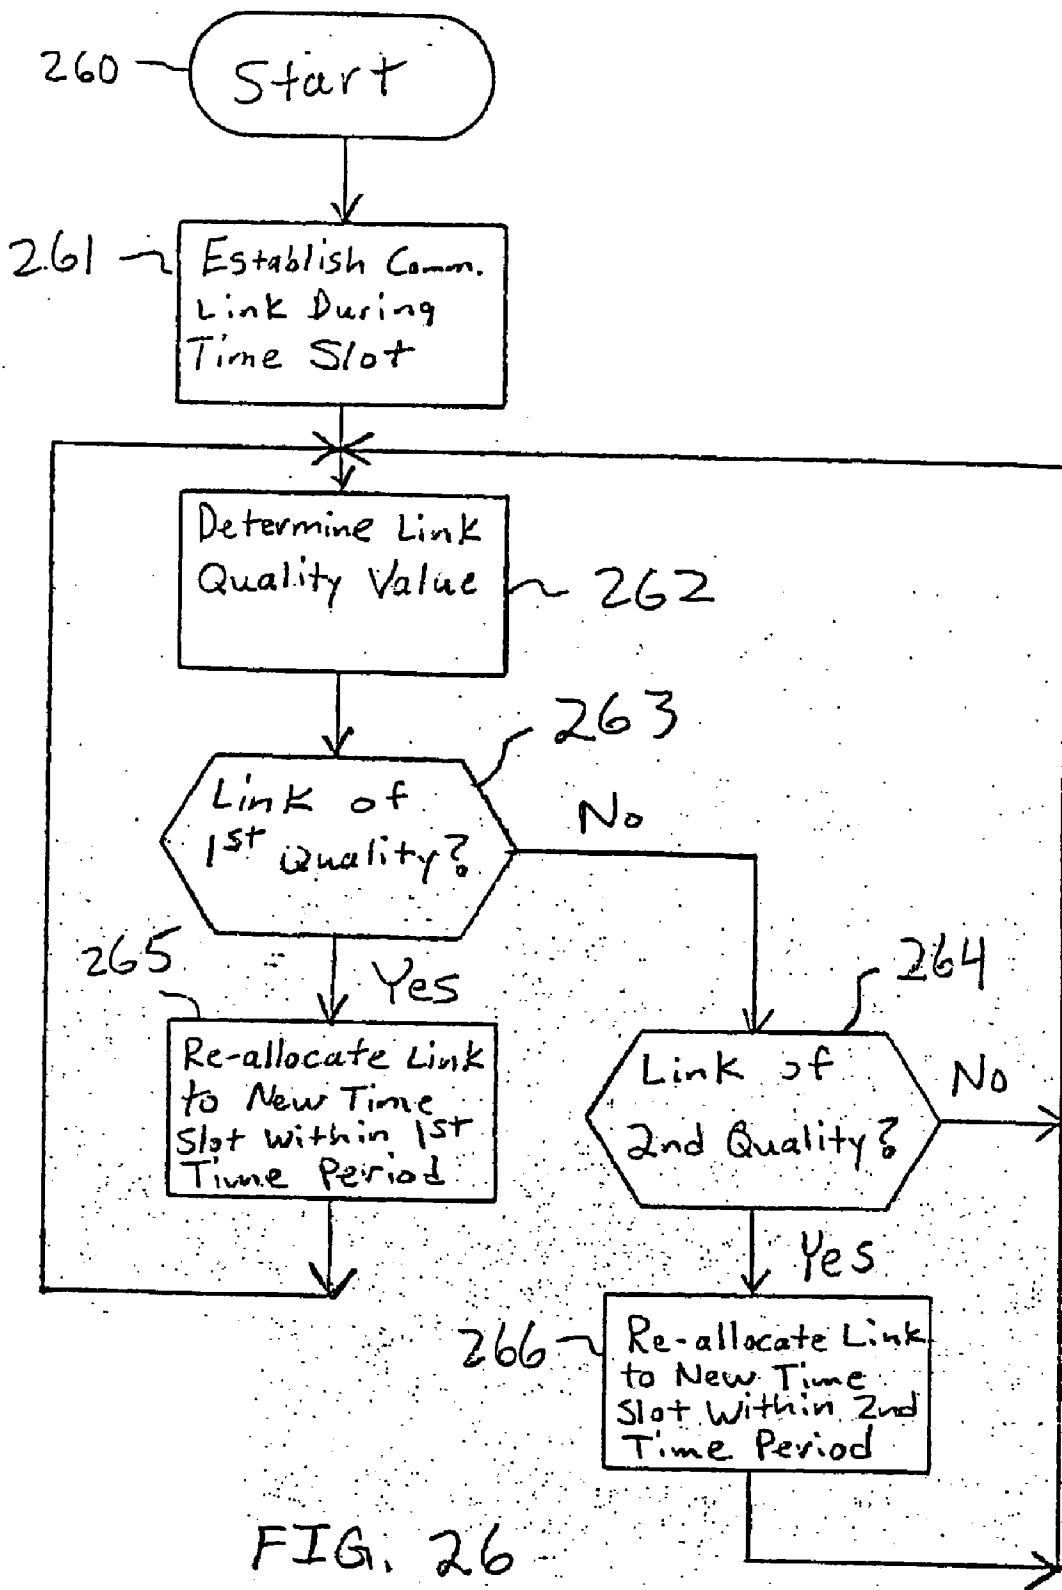 260
Start
261
Establish Comm.
Link During
Time Slot
Determine Link
Quality Value
262
263
Link of
1st Quality?
No
265
Yes
264
Re-allocate Link
to New Time
Slot Within 1st
Time Period
Link of
2nd Quality?
No
Yes
266
Re-allocate Link
to New Time
Slot Within 2nd
Time Period
FIG. 26